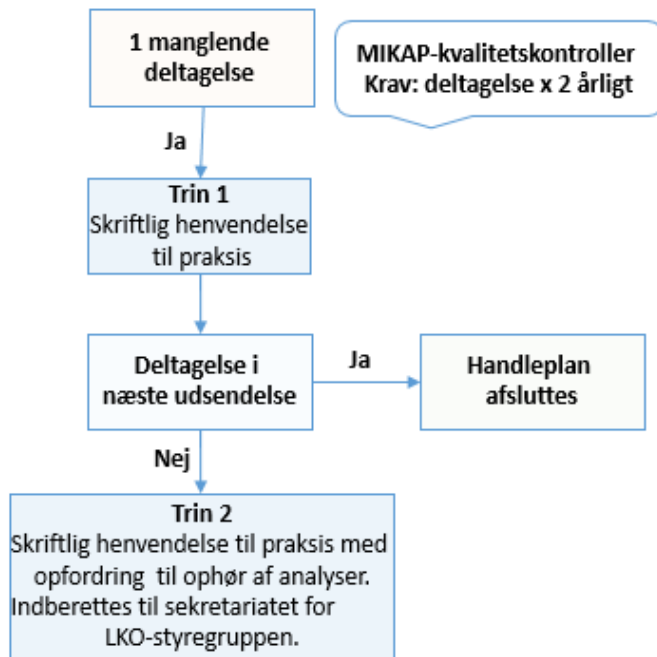 1 manglende
deltagelse
MIKAP-kvalitetskontroller
Krav: deltagelse x 2 årligt
Ja
Trin 1
Skriftlig henvendelse
til praksis
Deltagelse i
næste udsendelse
Ja
Handleplan
afsluttes
Nej
Trin 2
Skriftlig henvendelse til praksis med
opfordring til ophør af analyser.
Indberettes til sekretariatet for
LKO-styregruppen.